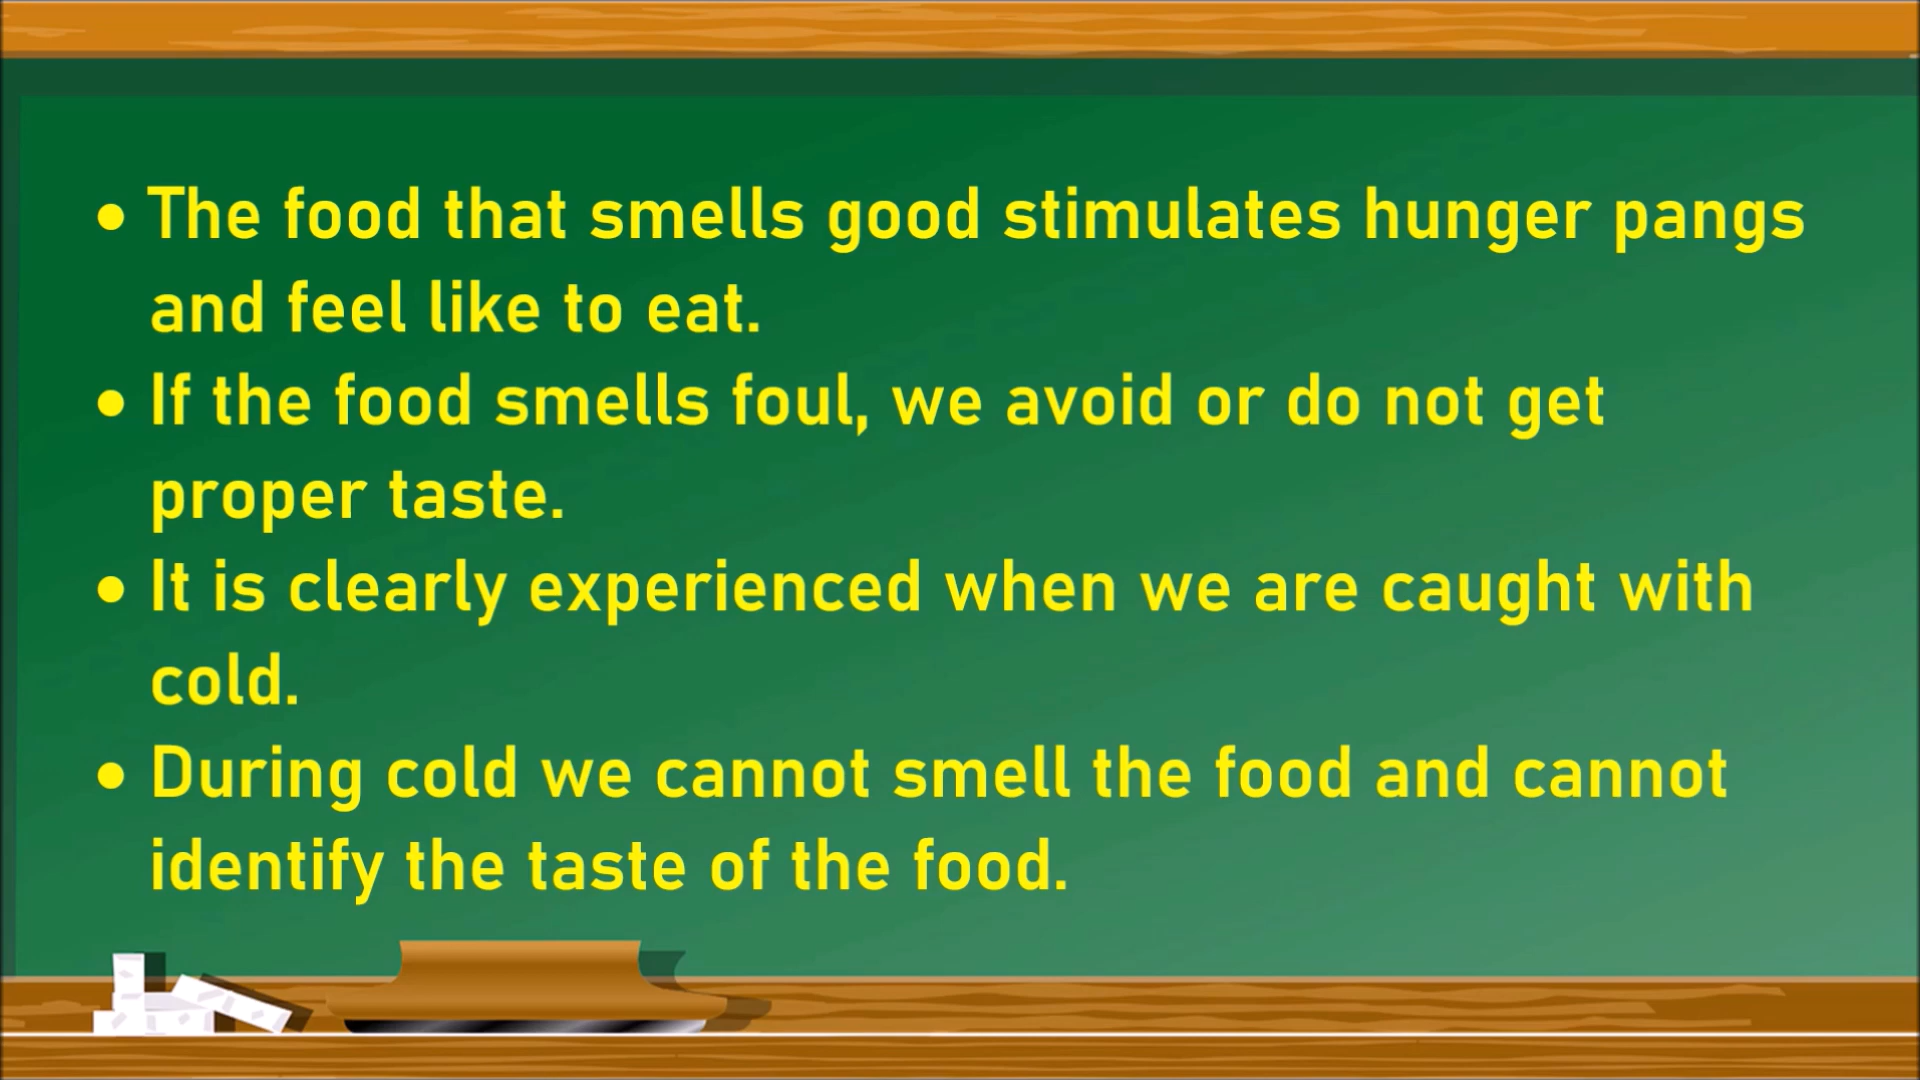 • The food that smells good stimulates hunger pangs
and feel like to eat.
• If the food smells foul, we avoid or do not get
proper taste.
• It is clearly experienced when we are caught with
cold.
• During cold we cannot smell the food and cannot
identify the taste of the food.